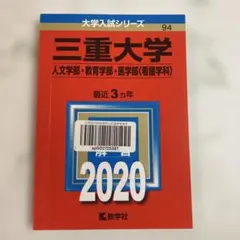 大学入試シリーズ
94
三重大学
人文学部・教育学部・医学部〈看護学科〉
最近3カ年
2020
教学社